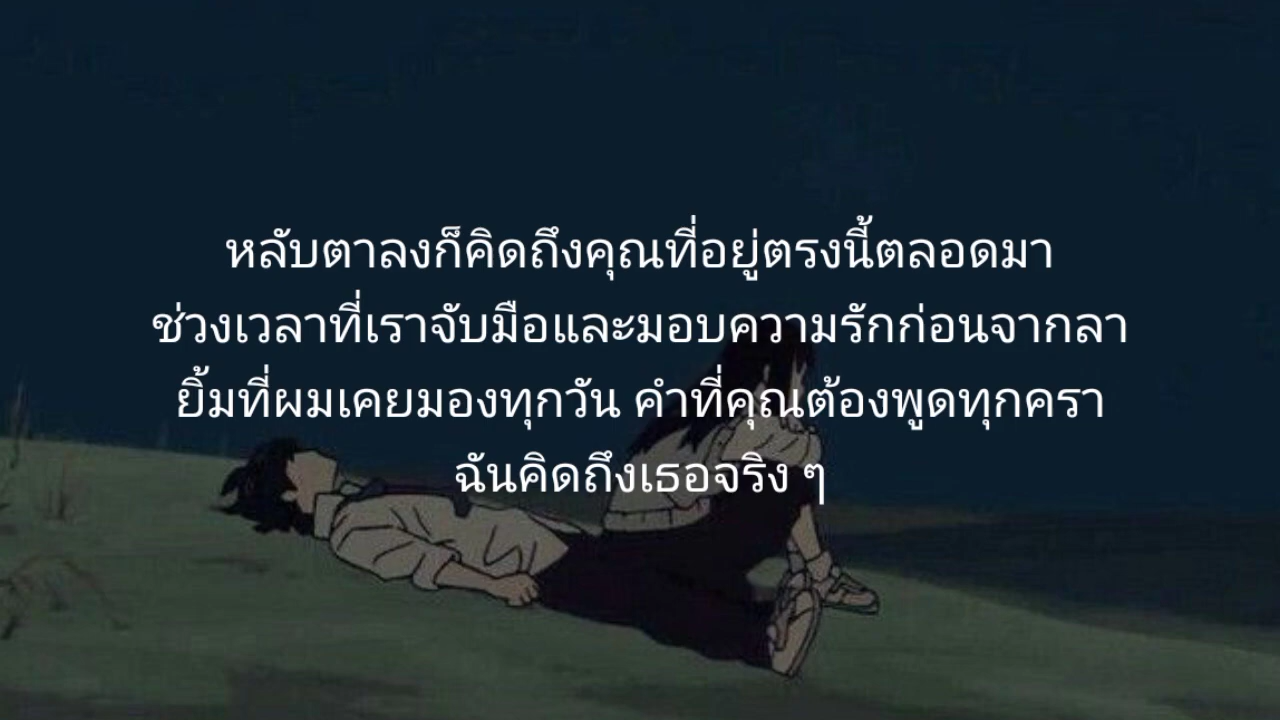 หลับตาลงก็คิดถึงคุณที่อยู่ตรงนี้ตลอดมา
ช่วงเวลาที่เราจับมือและมอบความรักก่อนจากลา
ยิ้มที่ผมเคยมองทุกวัน คำที่คุณต้องพูดทุกครา
ฉันคิดถึงเธอจริง ๆ